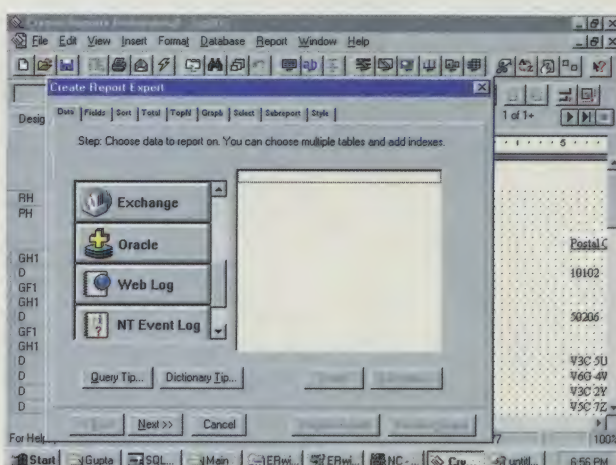 File Edit View Insert Format Database Report Window Help
Create Report Expert
Desig
1 of 1+
Data Fields Sort Total TopN Graph Select Subreport Style
Step: Choose data to report on. You can choose multiple tables and add indexes.
5
Exchange
Oracle
Web Log
NT Event Log
RH
PH
GH1
D
GF1
GH1
D
GF1
GH1
D
D
D
D
Postal C
10102
50206
V3C 5U
V6G 4V
V3C 2Y
V5C 7Z
Query Tip... Dictionary Tip...
Next >> Cancel
For Help
Start Gupta SQL... Main ERwi... ERwi... NC - ... Cry... untitl... 6:56 PM